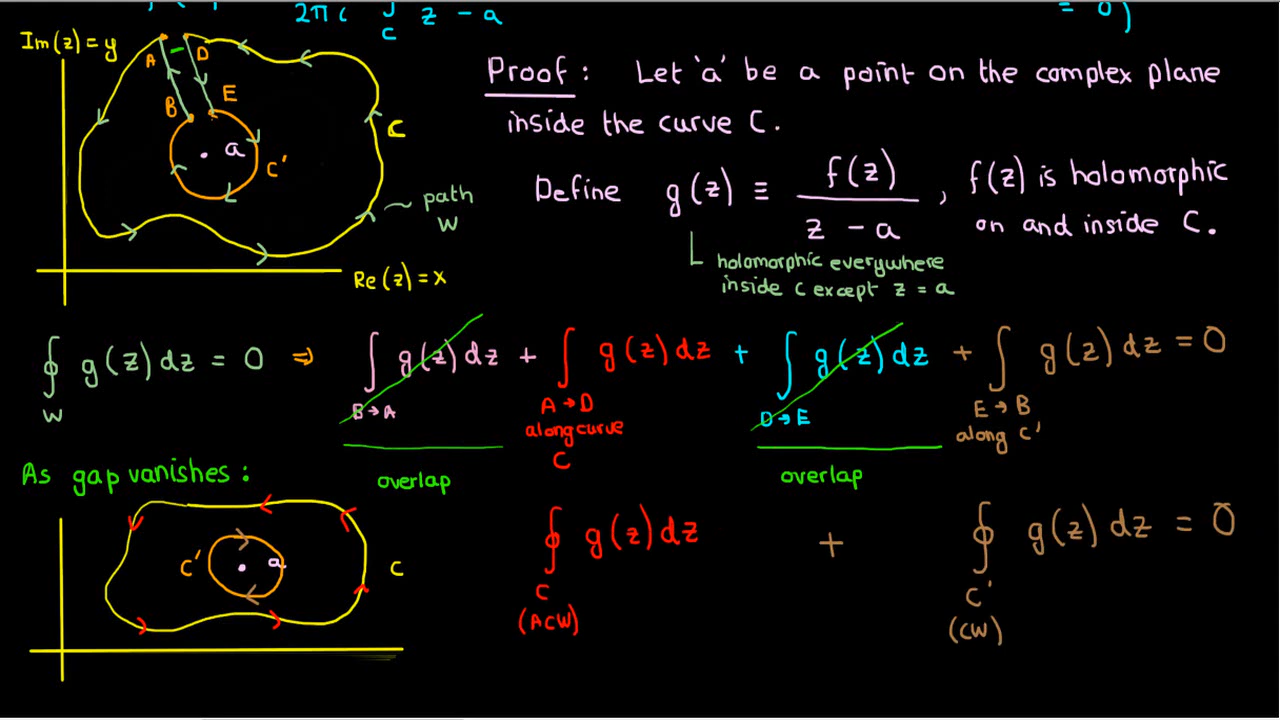 2πi ∫ z - a
C
= 0)
Im(z) = y
A
D
B
E
a
C'
C
path
W
Re(z) = x
Proof : Let 'a' be a point on the complex plane
inside the curve C.
Define g(z) ≡ f(z) / z - a , f(z) is holomorphic
on and inside C.
holomorphic everywhere
inside C except z = a
∮ g(z) dz = 0 ⇒ ∫ g(z) dz + ∫ g(z) dz + ∫ g(z) dz + ∫ g(z) dz = 0
W B→A A→D D→E E→B
along curve along C'
C
overlap overlap
As gap vanishes :
C' a C
∮ g(z) dz + ∮ g(z) dz = 0
C C'
(ACW) (CW)